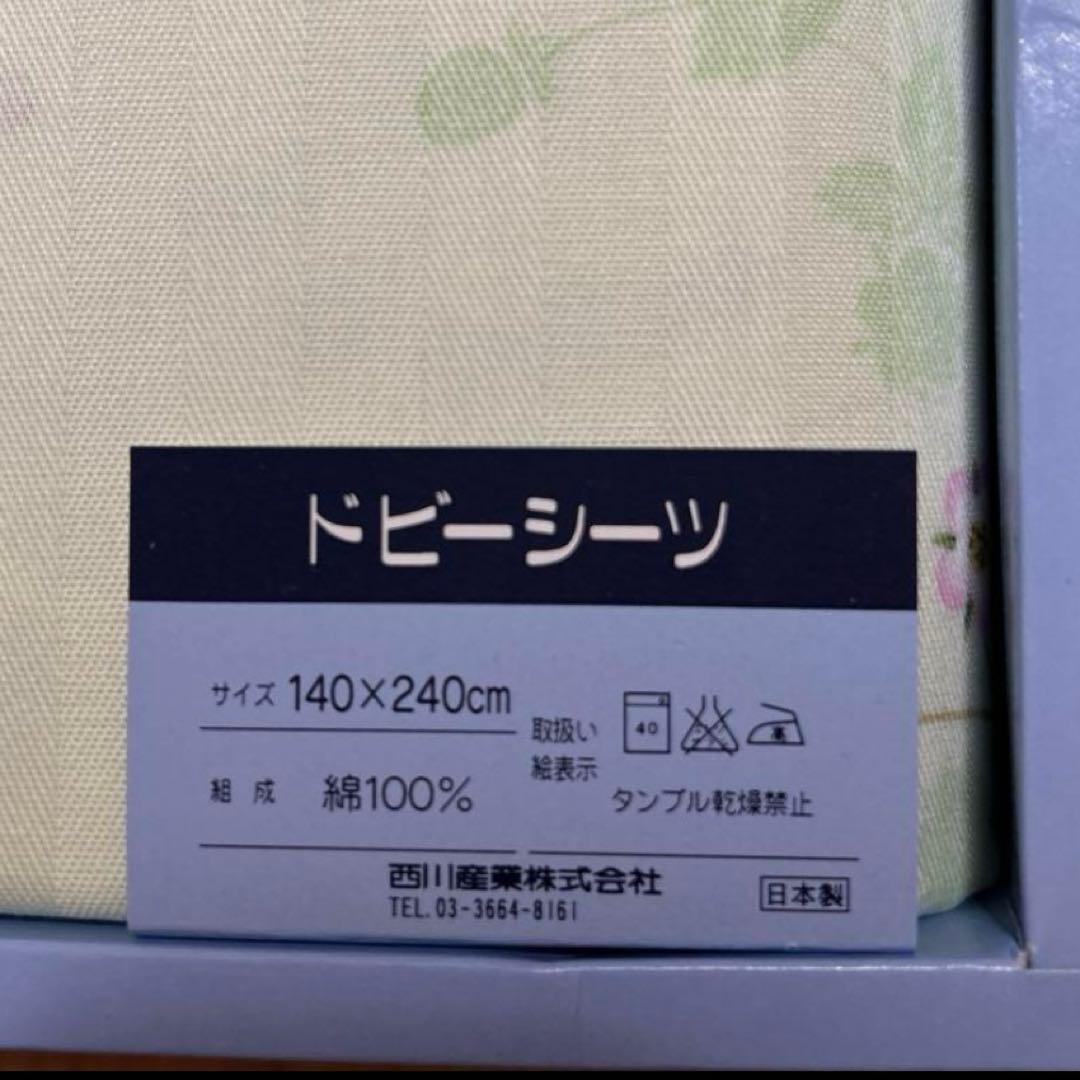 ドビーシーツ
サイズ 140×240cm
組成 綿100%
取扱い
絵表示
40
高
タンブル乾燥禁止
西川産業株式会社
TEL.03-3664-8161
日本製